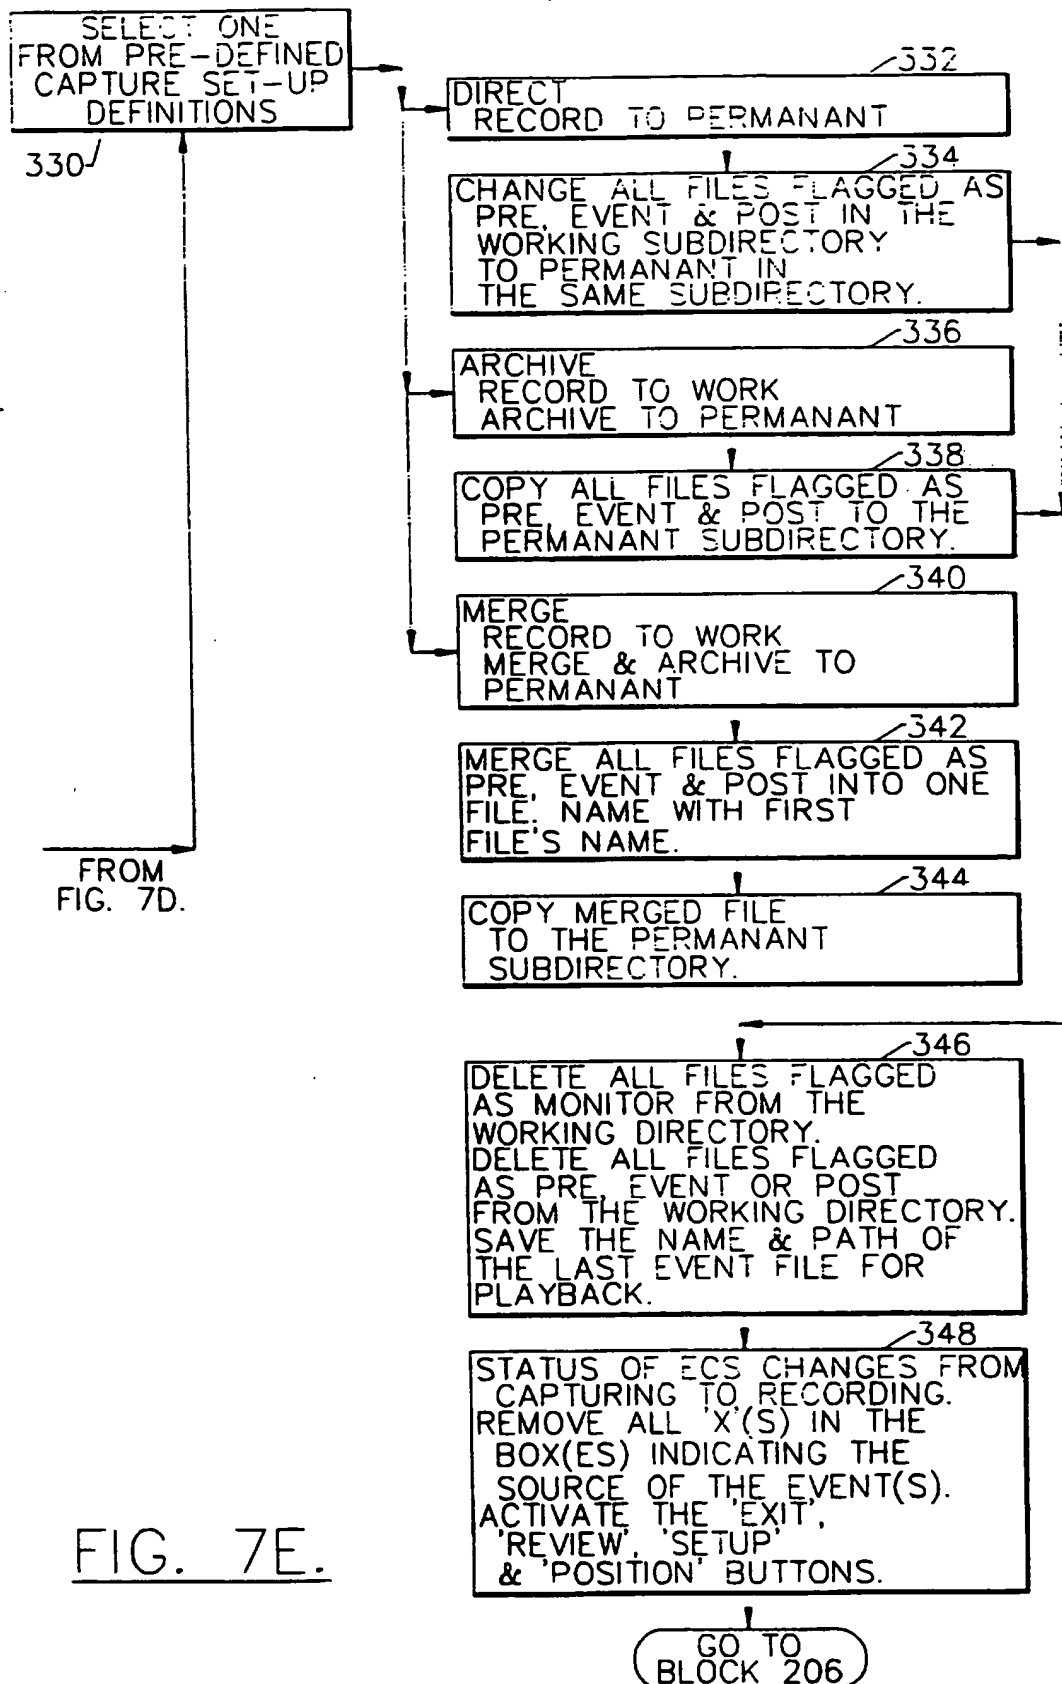 SELECT ONE
FROM PRE-DEFINED
CAPTURE SET-UP
DEFINITIONS
330
FROM
FIG. 7D.
332
DIRECT
RECORD TO PERMANANT
334
CHANGE ALL FILES FLAGGED AS
PRE, EVENT & POST IN THE
WORKING SUBDIRECTORY
TO PERMANANT IN
THE SAME SUBDIRECTORY.
336
ARCHIVE
RECORD TO WORK
ARCHIVE TO PERMANANT
338
COPY ALL FILES FLAGGED AS
PRE, EVENT & POST TO THE
PERMANANT SUBDIRECTORY.
340
MERGE
RECORD TO WORK
MERGE & ARCHIVE TO
PERMANANT
342
MERGE ALL FILES FLAGGED AS
PRE, EVENT & POST INTO ONE
FILE. NAME WITH FIRST
FILE'S NAME.
344
COPY MERGED FILE
TO THE PERMANANT
SUBDIRECTORY.
346
DELETE ALL FILES FLAGGED
AS MONITOR FROM THE
WORKING DIRECTORY.
DELETE ALL FILES FLAGGED
AS PRE, EVENT OR POST
FROM THE WORKING DIRECTORY.
SAVE THE NAME & PATH OF
THE LAST EVENT FILE FOR
PLAYBACK.
348
STATUS OF ECS CHANGES FROM
CAPTURING TO RECORDING.
REMOVE ALL 'X'(S) IN THE
BOX(ES) INDICATING THE
SOURCE OF THE EVENT(S).
ACTIVATE THE 'EXIT',
'REVIEW', 'SETUP'
& 'POSITION' BUTTONS.
GO TO
BLOCK 206
FIG. 7E.